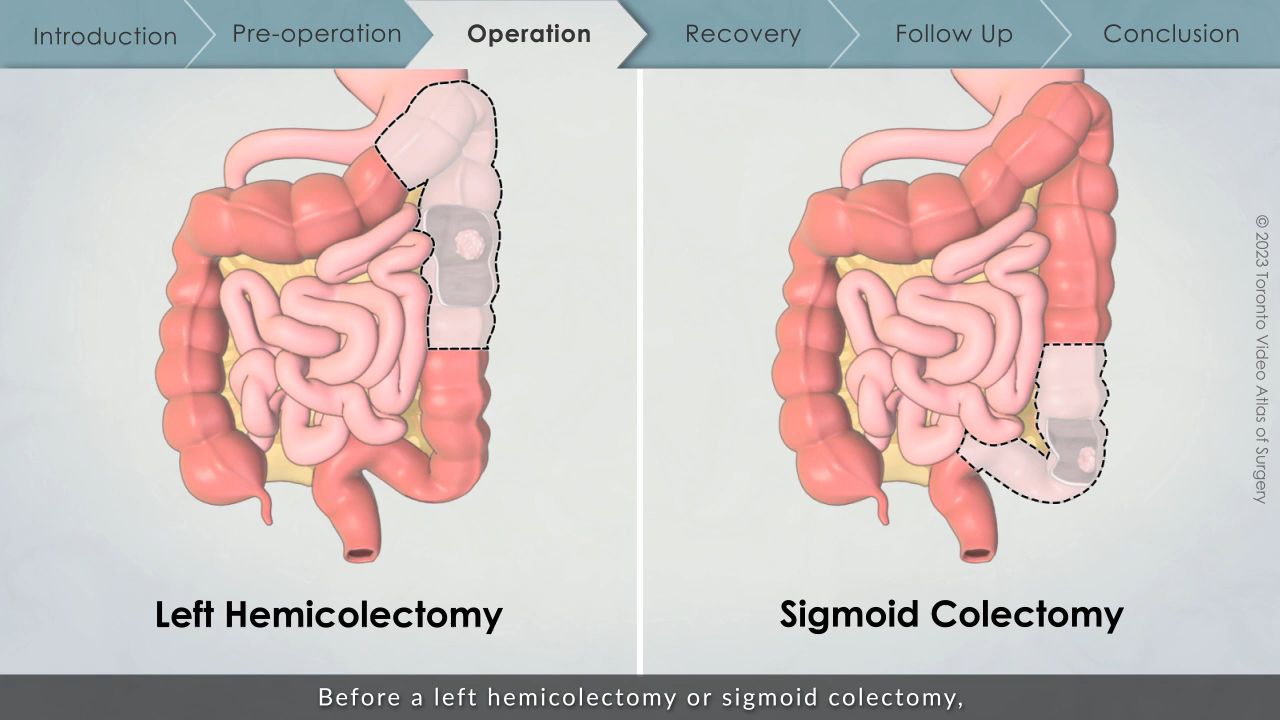 Introduction
Pre-operation
Operation
Recovery
Follow Up
Conclusion
© 2023 Toronto Video Atlas of Surgery
Left Hemicolectomy
Sigmoid Colectomy
Before a left hemicolectomy or sigmoid colectomy,